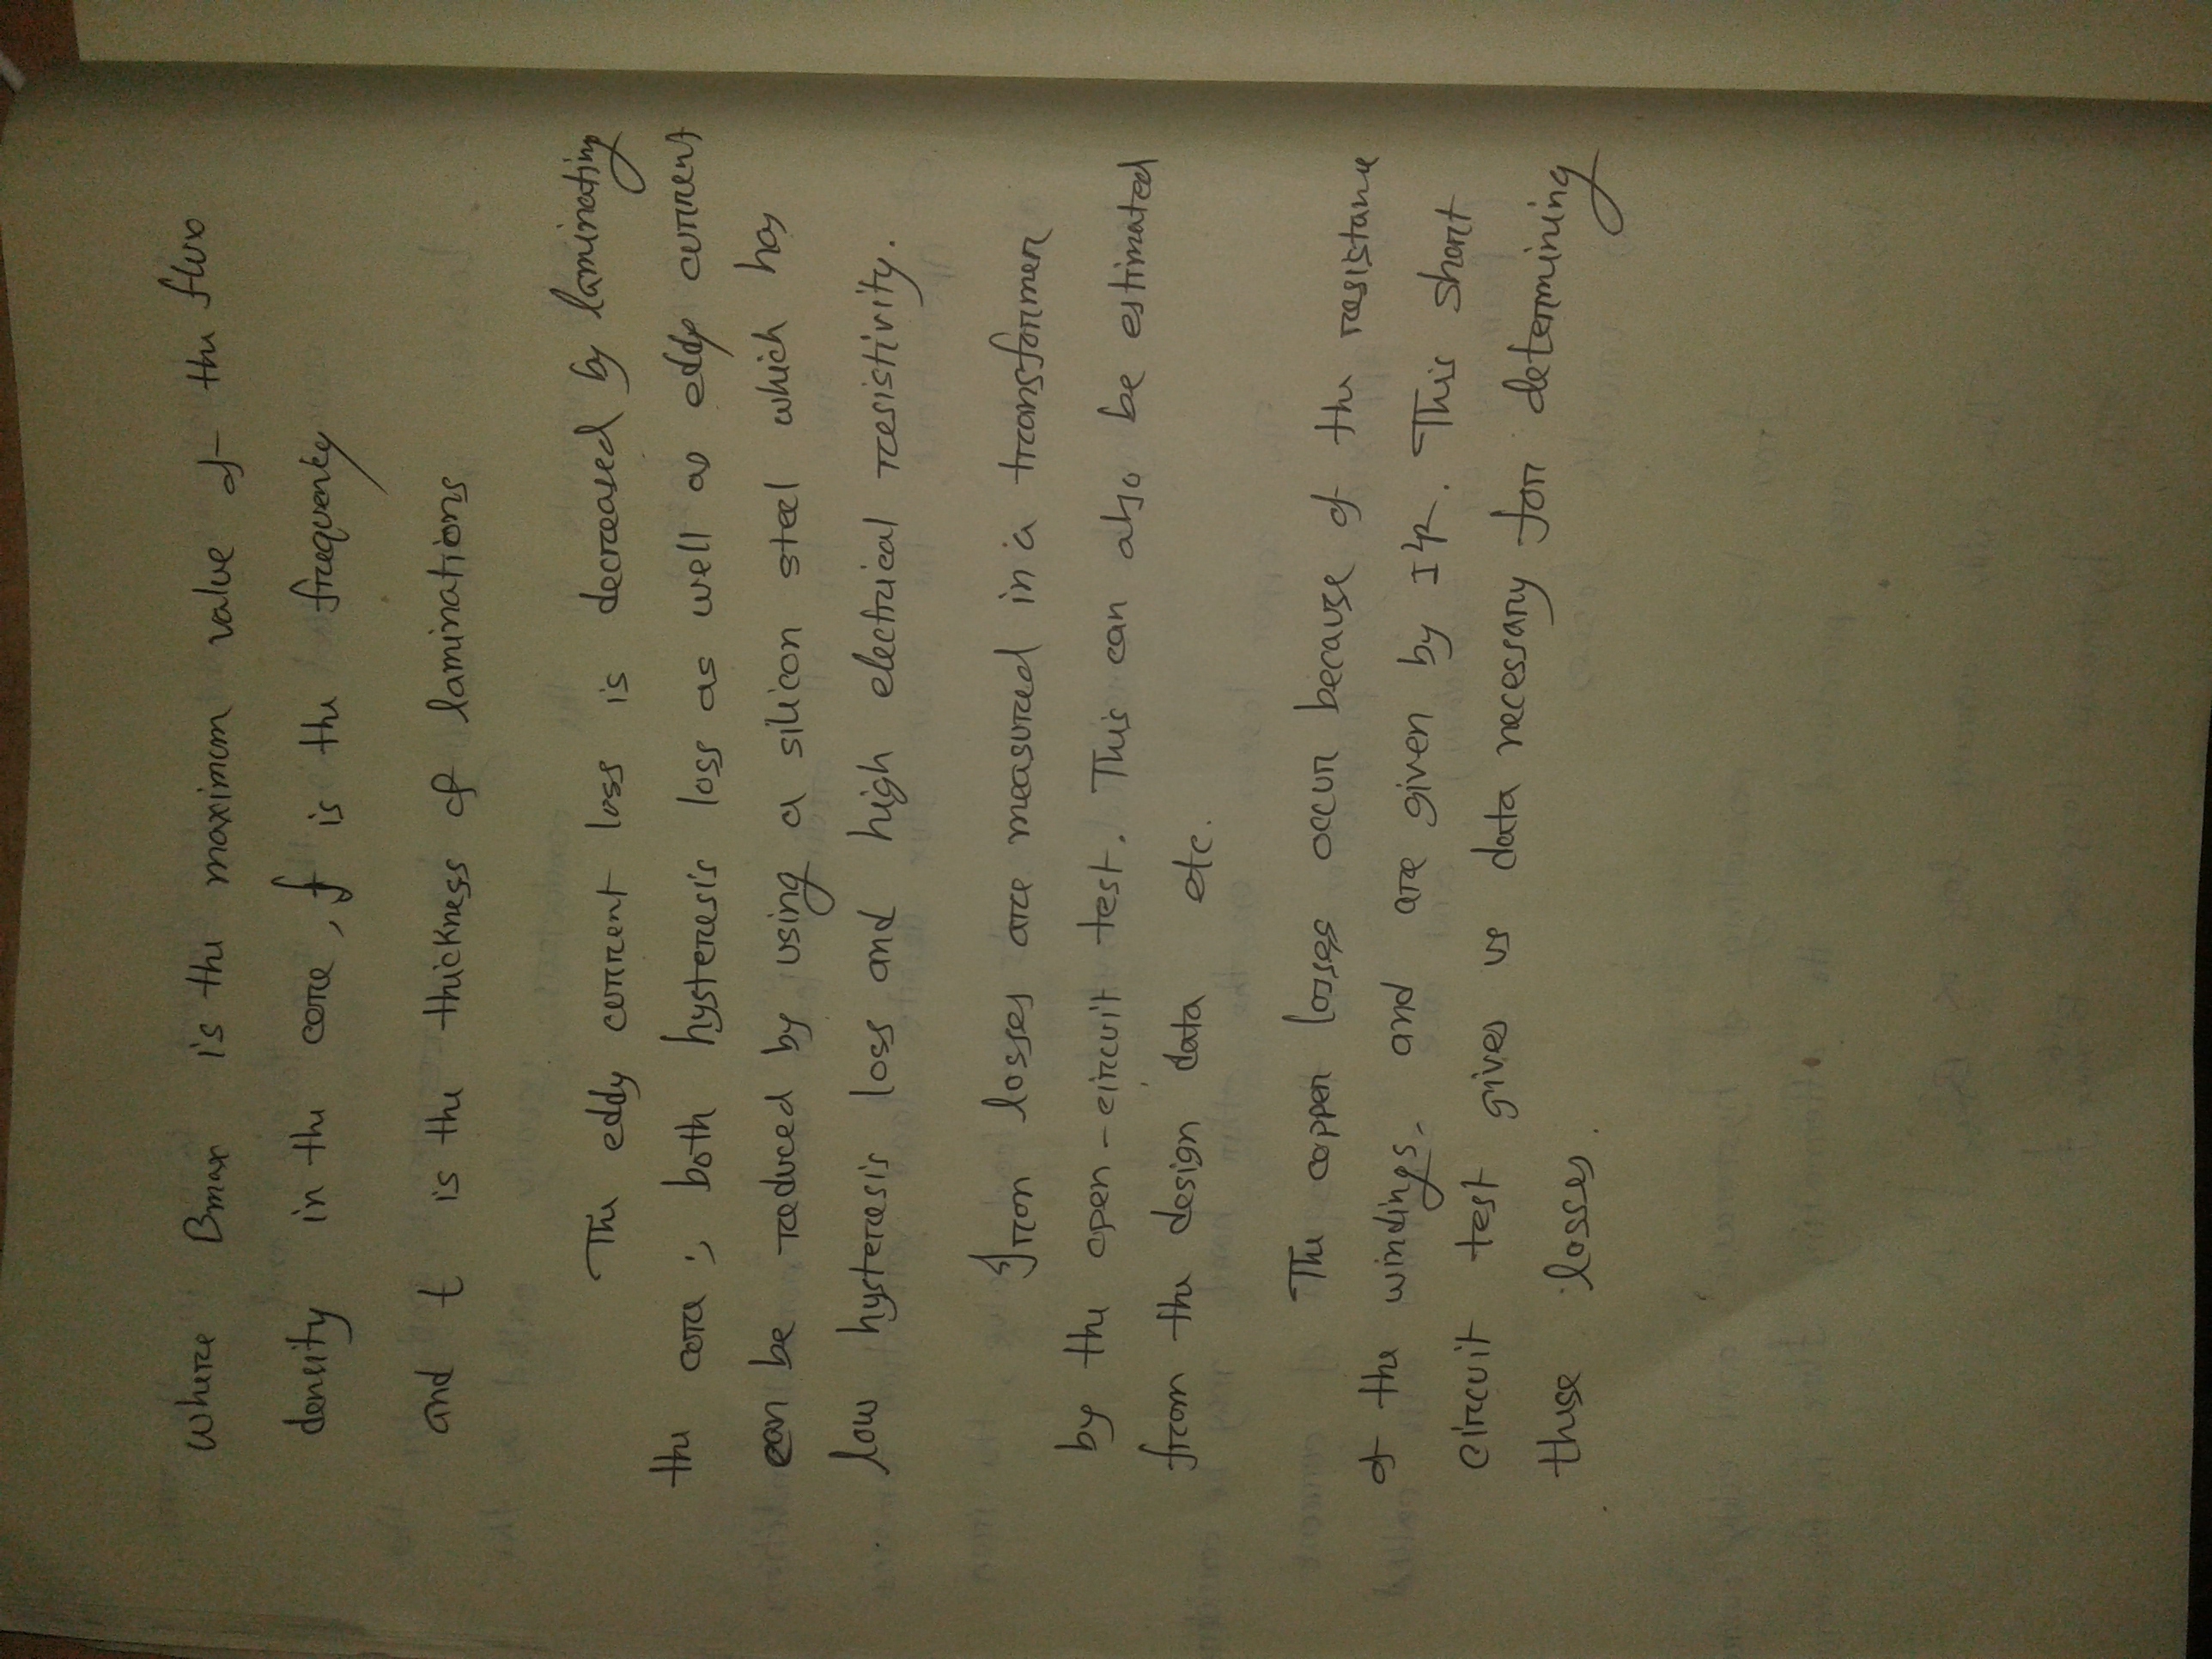 where Bmax is the maximum value of the flux
density in the core, f is the frequency
and t is the thickness of laminations
The eddy current loss is decreased by laminating
the core; both hysteresis loss as well as eddy current
can be reduced by using a silicon steel which has
low hysteresis loss and high electrical resistivity.
Iron losses are measured in a transformer
by the open-circuit test. This can also be estimated
from the design data etc.
The copper losses occur because of the resistance
of the windings, and are given by I²R. This short
circuit test gives us data necessary for determining
these losses.